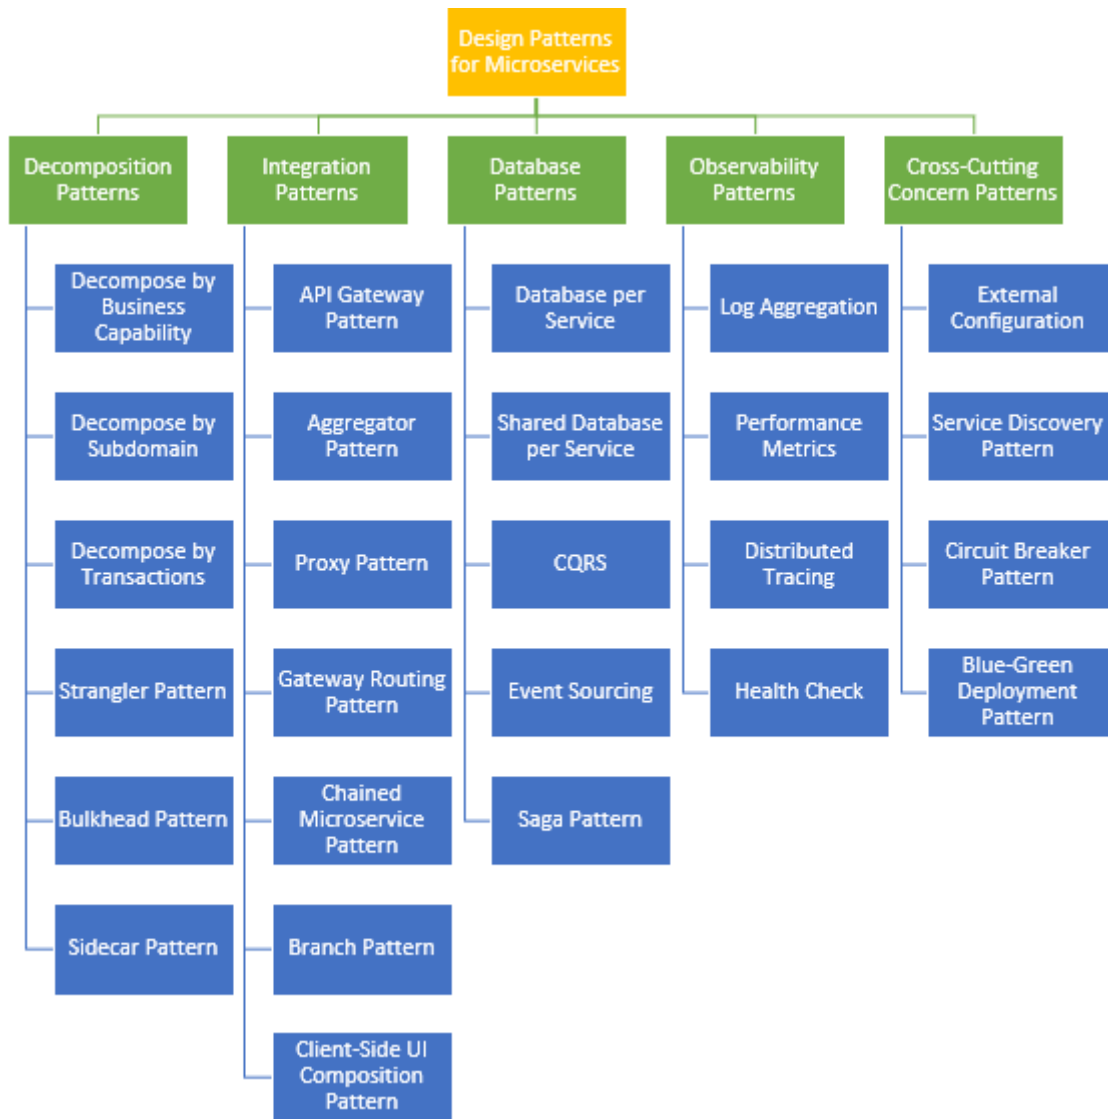 Design Patterns
for Microservices
Decomposition
Patterns
Integration
Patterns
Database
Patterns
Observability
Patterns
Cross-Cutting
Concern Patterns
Decompose by
Business
Capability
API Gateway
Pattern
Database per
Service
Log Aggregation
External
Configuration
Decompose by
Subdomain
Aggregator
Pattern
Shared Database
per Service
Performance
Metrics
Service Discovery
Pattern
Decompose by
Transactions
Proxy Pattern
CQRS
Distributed
Tracing
Circuit Breaker
Pattern
Strangler Pattern
Gateway Routing
Pattern
Event Sourcing
Health Check
Blue-Green
Deployment
Pattern
Bulkhead Pattern
Chained
Microservice
Pattern
Saga Pattern
Sidecar Pattern
Branch Pattern
Client-Side UI
Composition
Pattern